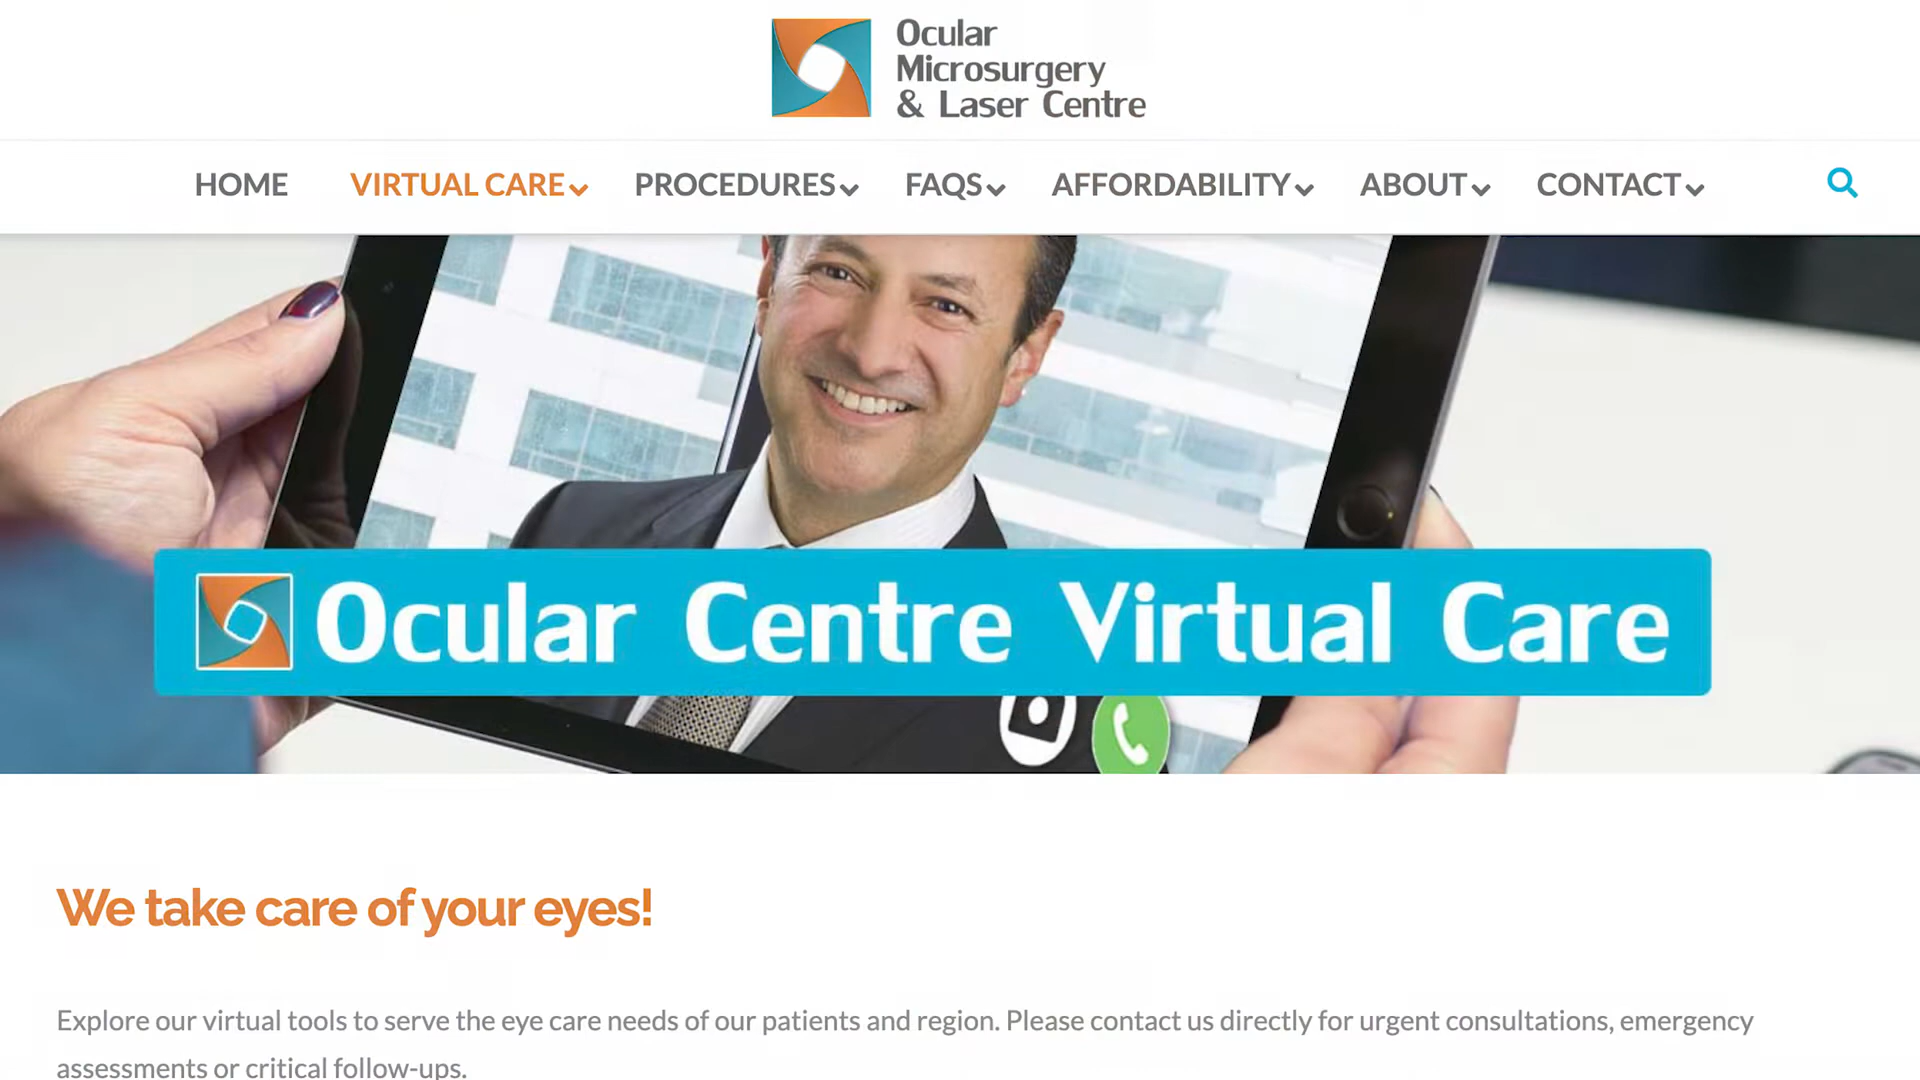 Ocular
Microsurgery
& Laser Centre
HOME VIRTUAL CARE PROCEDURES FAQS AFFORDABILITY ABOUT CONTACT
Ocular Centre Virtual Care
We take care of your eyes!
Explore our virtual tools to serve the eye care needs of our patients and region. Please contact us directly for urgent consultations, emergency
assessments or critical follow-ups.